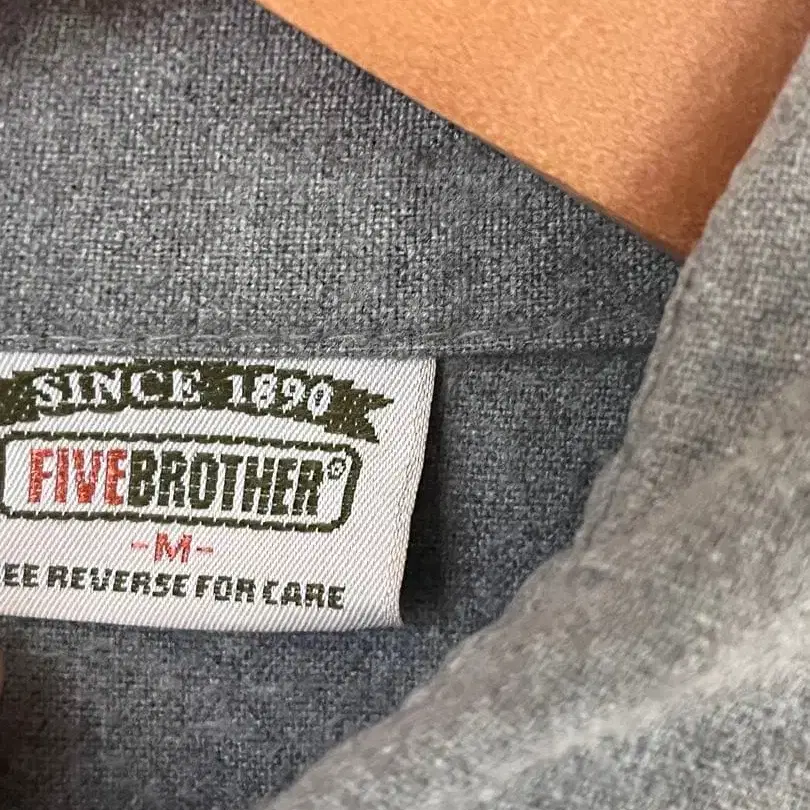 SINCE 1890
FIVEBROTHER®
-M-
EE REVERSE FOR CARE